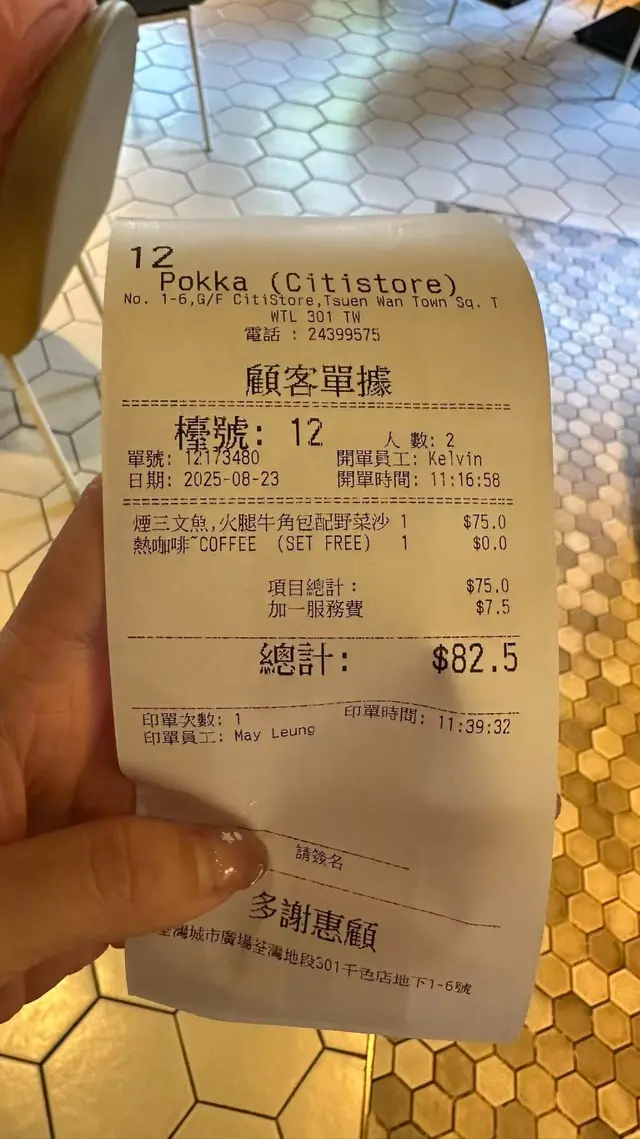 12
Pokka (Citistore)
No. 1-6,G/F CitiStore,Tsuen Wan Town Sq. T
WTL 301 TW
電話 : 24399575
顧客單據
檯號: 12 人 數: 2
單號: 12173480 開單員工: Kelvin
日期: 2025-08-23 開單時間: 11:16:58
煙三文魚,火腿牛角包配野菜沙 1 $75.0
熱咖啡~COFFEE (SET FREE) 1 $0.0
項目總計: $75.0
加一服務費 $7.5
總計: $82.5
印單次數: 1 印單時間: 11:39:32
印單員工: May Leung
請簽名
多謝惠顧
荃灣城市廣場荃灣地段301千色店地下1-6號